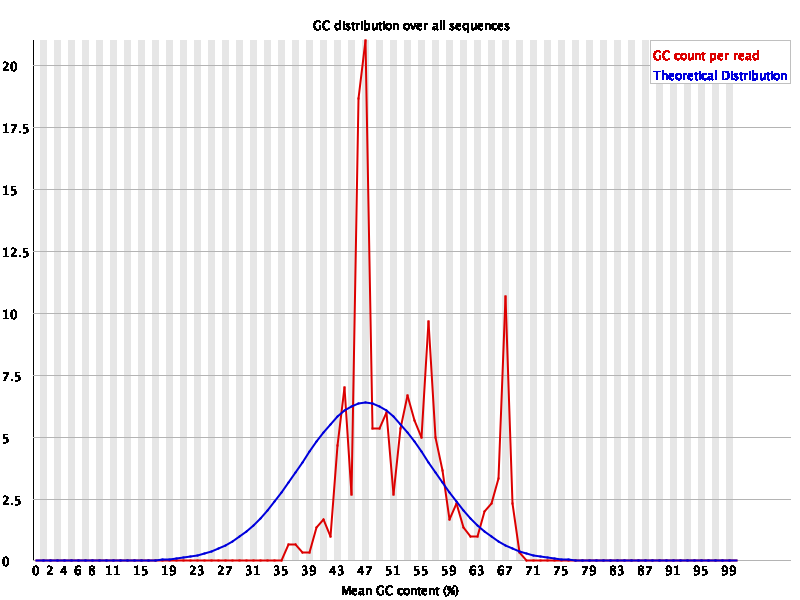 GC distribution over all sequences
GC count per read
Theoretical Distribution
20
17.5
15
12.5
10
7.5
5
2.5
0
0 2 4 6 8 11 15 19 23 27 31 35 39 43 47 51 55 59 63 67 71 75 79 83 87 91 95 99
Mean GC content (%)